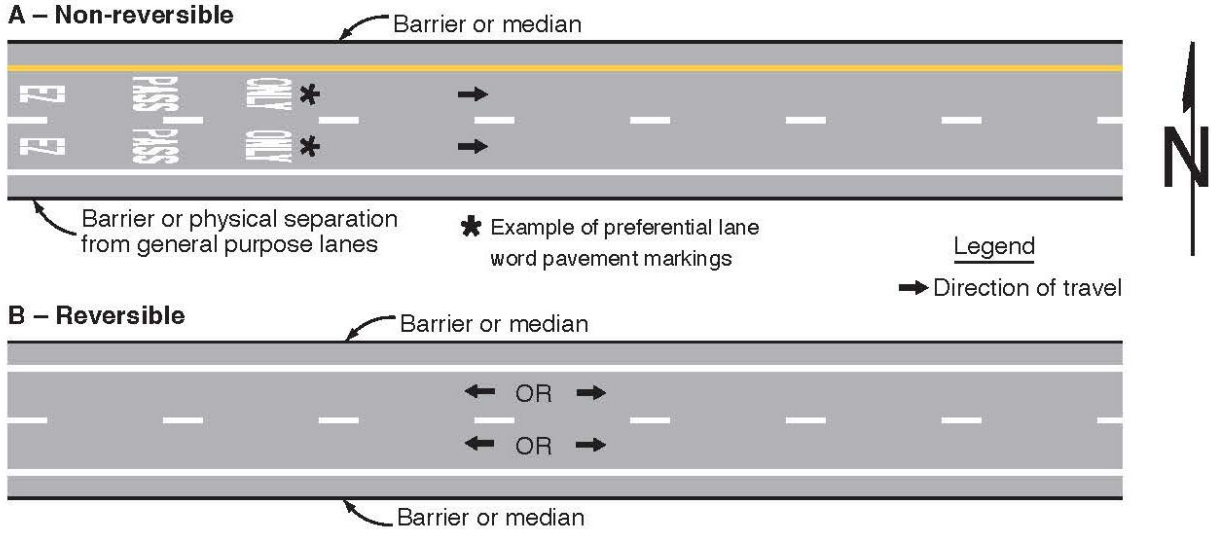 A – Non-reversible
Barrier or median
EZ PASS ONLY *
EZ PASS ONLY *
Barrier or physical separation
from general purpose lanes
* Example of preferential lane
word pavement markings
N
Legend
→ Direction of travel
B – Reversible
Barrier or median
← OR →
← OR →
Barrier or median